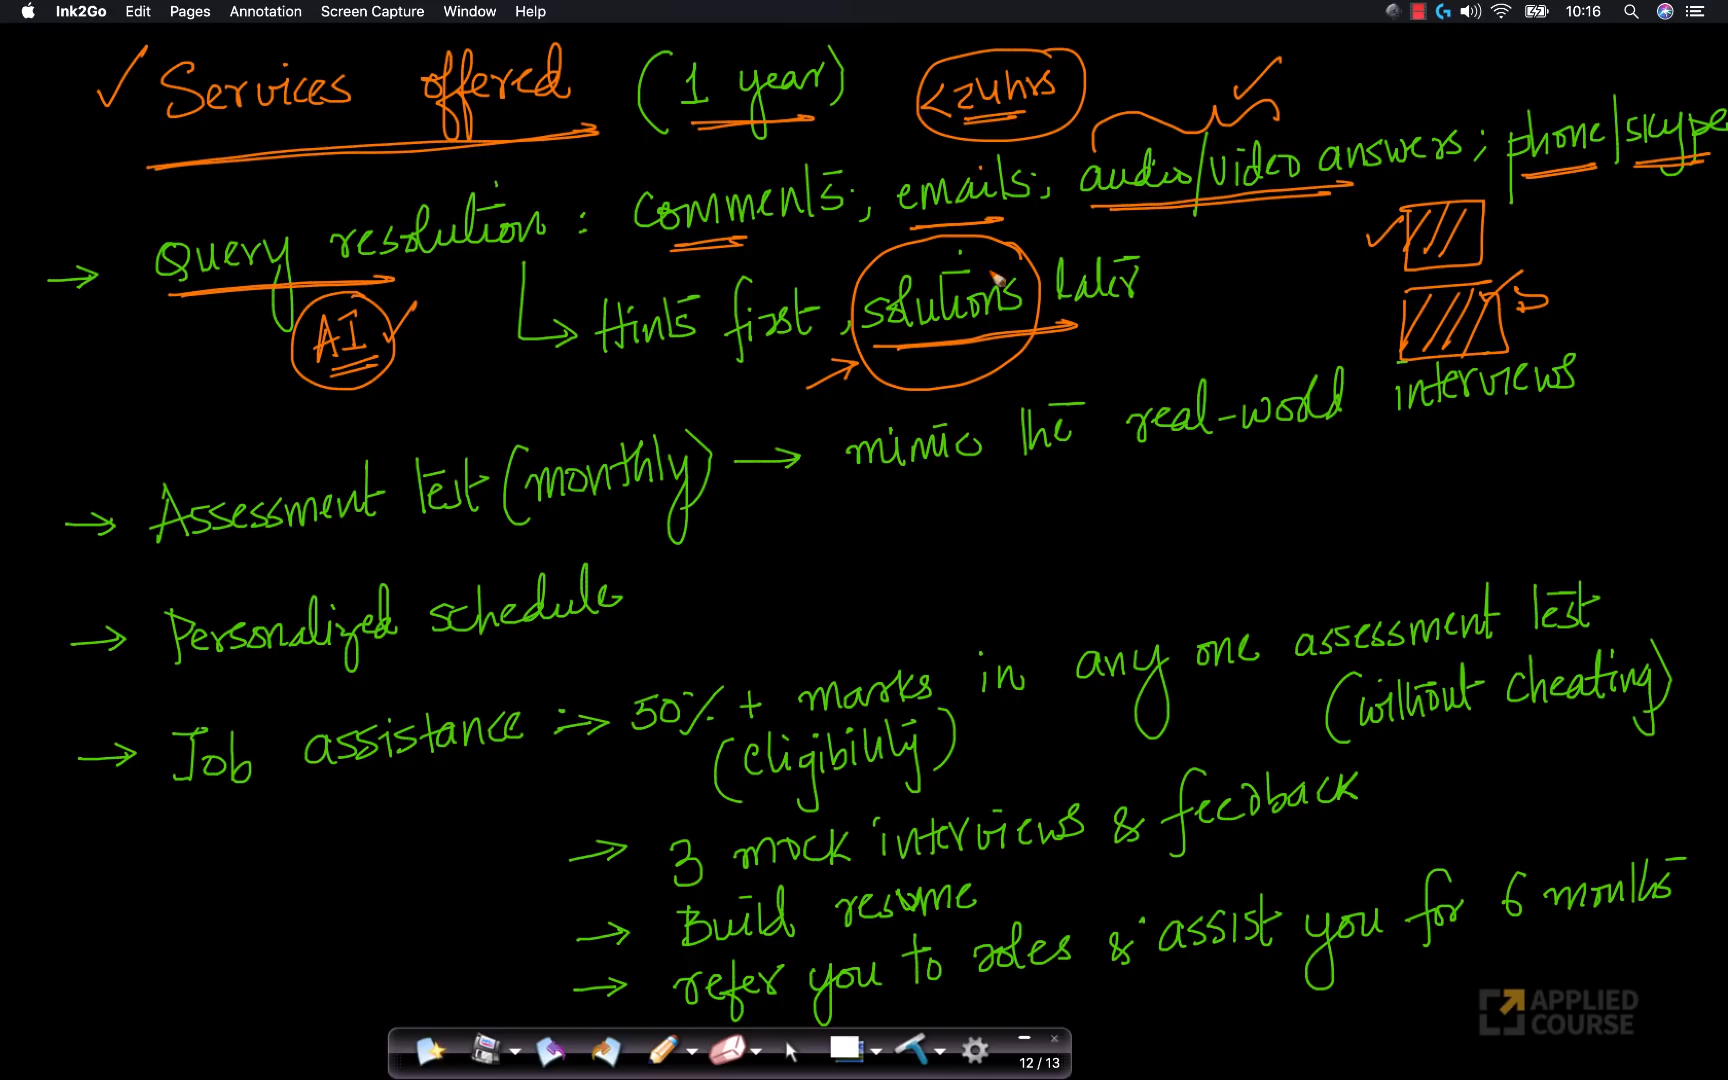 Ink2Go Edit Pages Annotation Screen Capture Window Help 10:16
✓ Services offered (1 year) <24hrs
→ Query resolution : comments; emails; audio/video answers; phone/skype
AI ✓ ↳ Hints first, solutions later
→ Assessment test (monthly) → mimic the real-world interviews
→ Personalized schedule
→ Job assistance :→ 50% + marks in any one assessment test
(eligibility) (without cheating)
→ 3 mock interviews & feedback
→ Build resume
→ refer you to roles & assist you for 6 months
APPLIED
COURSE
12 / 13